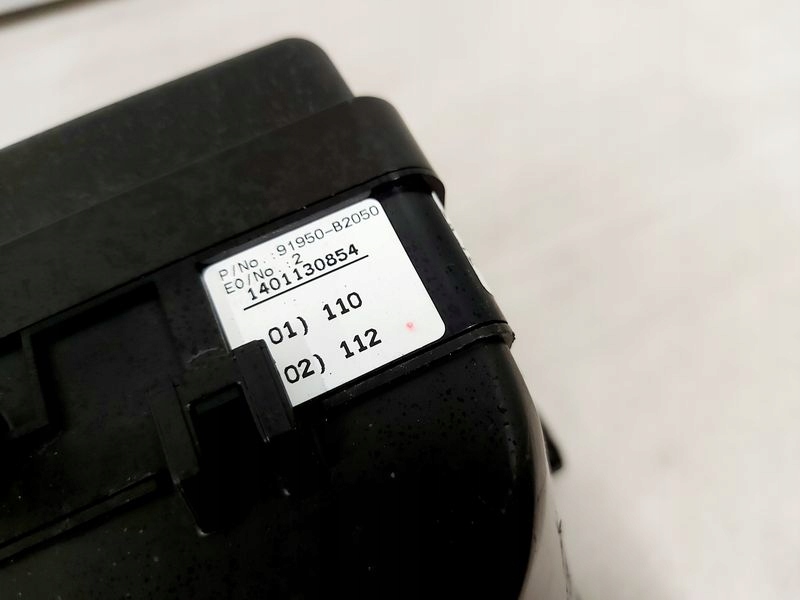 P/No :91950-B2050
EO/No :2
1401130854
01) 110
02) 112